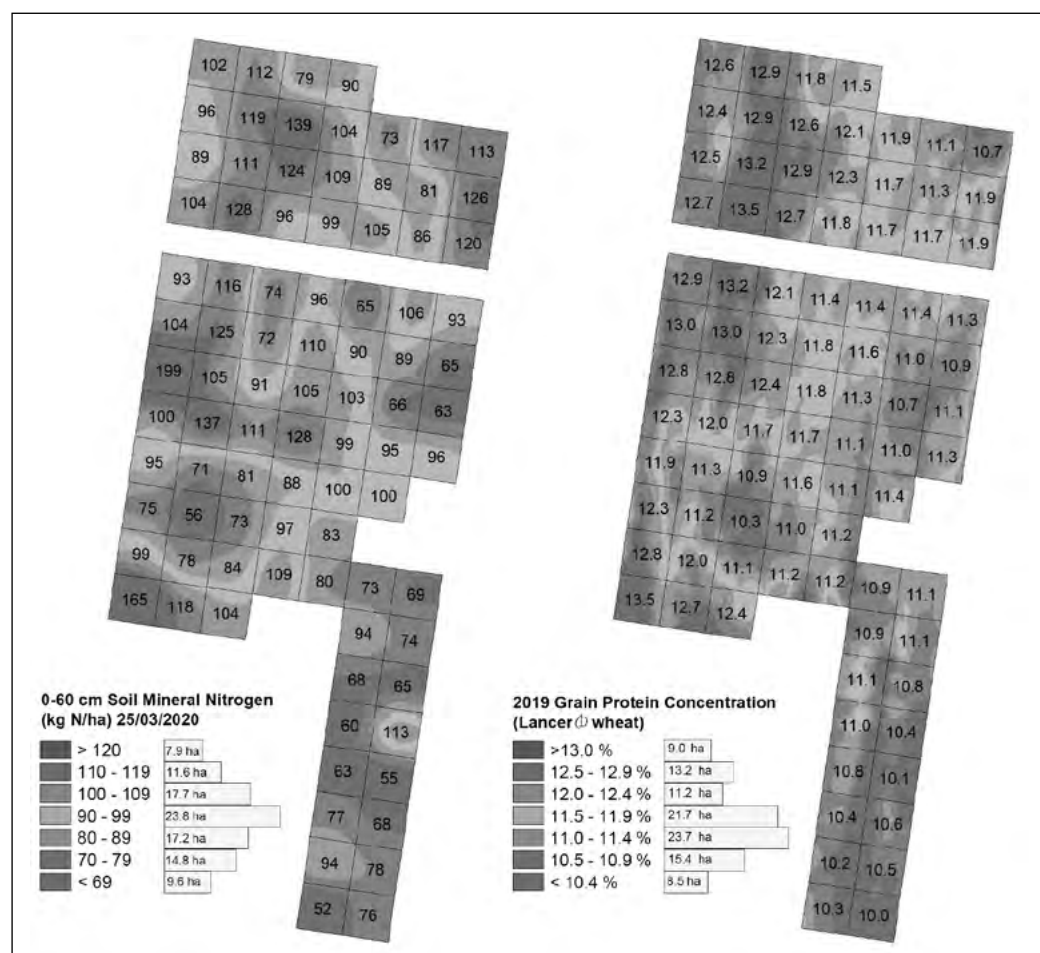 102 112 79 90
96 119 139 104 73 117 113
89 111 124 109 89 81 126
104 128 96 99 105 86 120
93 116 74 96 65 106 93
104 125 72 110 90 89 65
199 105 91 105 103 66 63
100 137 111 128 99 95 96
95 71 81 88 100 100
75 56 73 97 83
99 78 84 109 80 73 69
165 118 104 94 74
68 65
60 113
63 55
77 68
94 78
52 76
0-60 cm Soil Mineral Nitrogen
(kg N/ha) 25/03/2020
> 120 7.9 ha
110 - 119 11.6 ha
100 - 109 17.7 ha
90 - 99 23.8 ha
80 - 89 17.2 ha
70 - 79 14.8 ha
< 69 9.6 ha
12.6 12.9 11.8 11.5
12.4 12.9 12.6 12.1 11.9 11.1 10.7
12.5 13.2 12.9 12.3 11.7 11.3 11.9
12.7 13.5 12.7 11.8 11.7 11.7 11.9
12.9 13.2 12.1 11.4 11.4 11.4 11.3
13.0 13.0 12.3 11.8 11.6 11.0 10.9
12.8 12.8 12.4 11.8 11.3 10.7 11.1
12.3 12.0 11.7 11.7 11.1 11.0 11.3
11.9 11.3 10.9 11.6 11.1 11.4
12.3 11.2 10.3 11.0 11.2
12.8 12.0 11.1 11.2 11.2 10.9 11.1
13.5 12.7 12.4 10.9 11.1
11.1 10.8
11.0 10.4
10.8 10.1
10.4 10.6
10.2 10.5
10.3 10.0
2019 Grain Protein Concentration
(Lancer⏀ wheat)
>13.0 % 9.0 ha
12.5 - 12.9 % 13.2 ha
12.0 - 12.4 % 11.2 ha
11.5 - 11.9 % 21.7 ha
11.0 - 11.4 % 23.7 ha
10.5 - 10.9 % 15.4 ha
< 10.4 % 8.5 ha